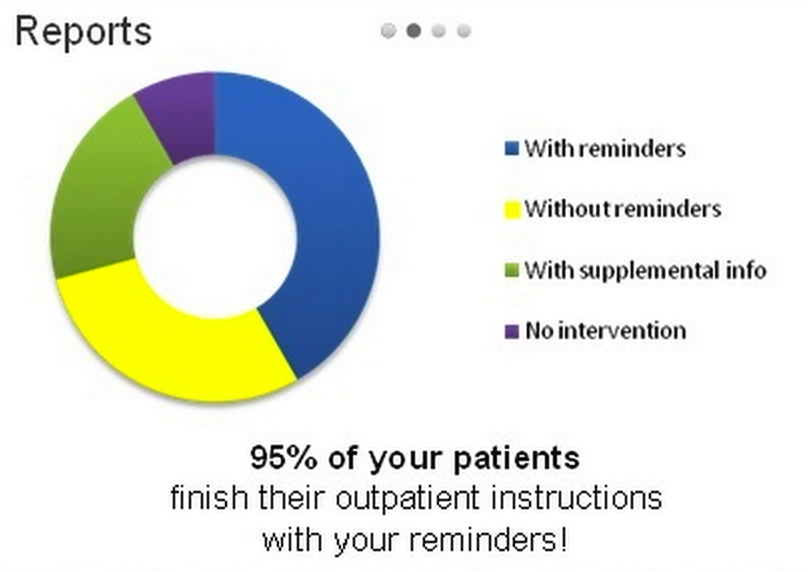 Reports
With reminders
Without reminders
With supplemental info
No intervention
95% of your patients
finish their outpatient instructions
with your reminders!